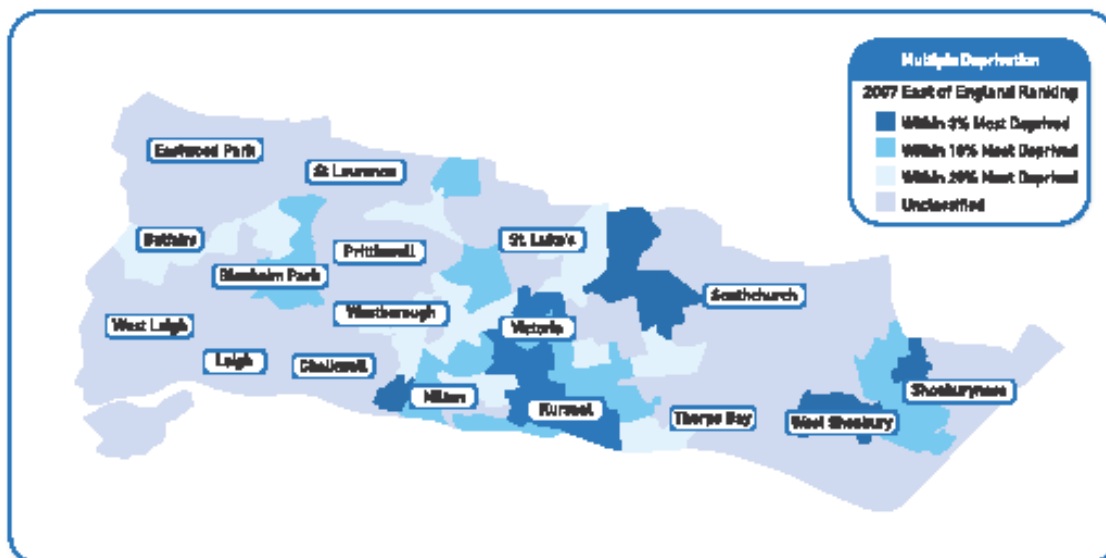 Multiple Deprivation
2007 East of England Ranking
Within 3% Most Deprived
Within 10% Most Deprived
Within 20% Most Deprived
Unclassified
Eastwood Park
St Laurence
Belfairs
Prittlewell
St. Luke's
Blenheim Park
Southchurch
West Leigh
Westborough
Victoria
Leigh
Chalkwell
Milton
Kursaal
Thorpe Bay
West Shoebury
Shoeburyness